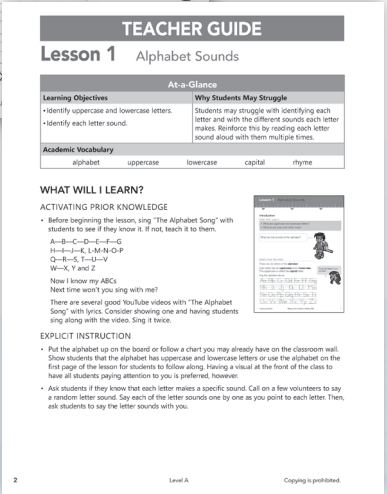 TEACHER GUIDE
Lesson 1 Alphabet Sounds
At-a-Glance
Learning Objectives
• Identify uppercase and lowercase letters.
• Identify each letter sound.
Why Students May Struggle
Students may struggle with identifying each
letter and with the different sounds each letter
makes. Reinforce this by reading each letter
sound aloud with them multiple times.
Academic Vocabulary
alphabet uppercase lowercase capital rhyme
WHAT WILL I LEARN?
ACTIVATING PRIOR KNOWLEDGE
• Before beginning the lesson, sing "The Alphabet Song" with
students to see if they know it. If not, teach it to them.
A—B—C—D—E—F—G
H—I—J—K, L-M-N-O-P
Q—R—S, T—U—V
W—X, Y and Z
Now I know my ABCs
Next time won't you sing with me?
There are several good YouTube videos with "The Alphabet
Song" with lyrics. Consider showing one and having students
sing along with the video. Sing it twice.
EXPLICIT INSTRUCTION
• Put the alphabet up on the board or follow a chart you may already have on the classroom wall.
Show students that the alphabet has uppercase and lowercase letters or use the alphabet on
the first page of the lesson for students to follow along. Having a visual at the front of the class to
have all students paying attention to you is preferred, however.
• Ask students if they know that each letter makes a specific sound. Call on a few volunteers to say
a random letter sound. Say each of the letter sounds one by one as you point to each letter. Then,
ask students to say the letter sounds with you.
2 Level A Copying is prohibited.